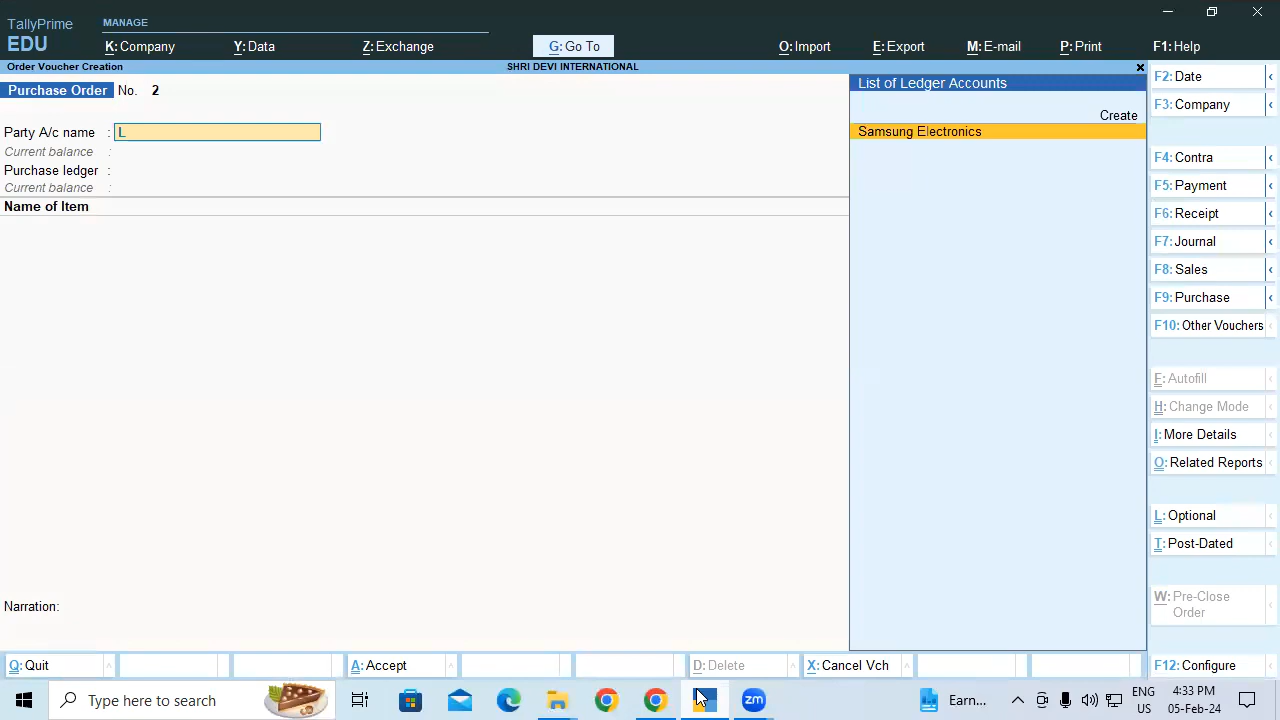 TallyPrime
EDU
MANAGE
K: Company
Y: Data
Z: Exchange
G: Go To
O: Import
E: Export
M: E-mail
P: Print
F1: Help
Order Voucher Creation
SHRI DEVI INTERNATIONAL
Purchase Order No. 2
Party A/c name : L
Current balance :
Purchase ledger :
Current balance :
Name of Item
Narration:
List of Ledger Accounts
Create
Samsung Electronics
F2: Date
F3: Company
F4: Contra
F5: Payment
F6: Receipt
F7: Journal
F8: Sales
F9: Purchase
F10: Other Vouchers
F: Autofill
H: Change Mode
I: More Details
O: Related Reports
L: Optional
T: Post-Dated
W: Pre-Close
Order
Q: Quit
A: Accept
D: Delete
X: Cancel Vch
F12: Configure
Type here to search
zm
Earn...
ENG
US
4:33 PM
05-Feb-24